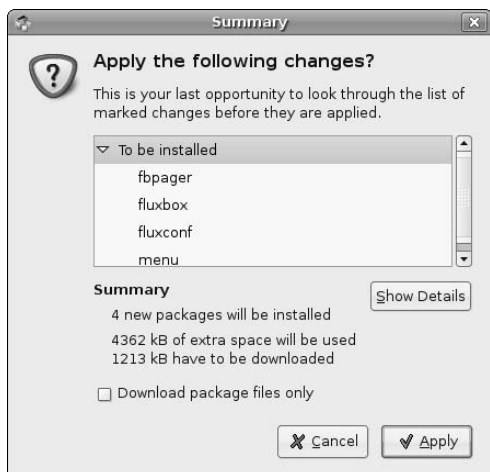 Summary
Apply the following changes?
This is your last opportunity to look through the list of
marked changes before they are applied.
To be installed
fbpager
fluxbox
fluxconf
menu
Summary
Show Details
4 new packages will be installed
4362 kB of extra space will be used
1213 kB have to be downloaded
Download package files only
Cancel
Apply